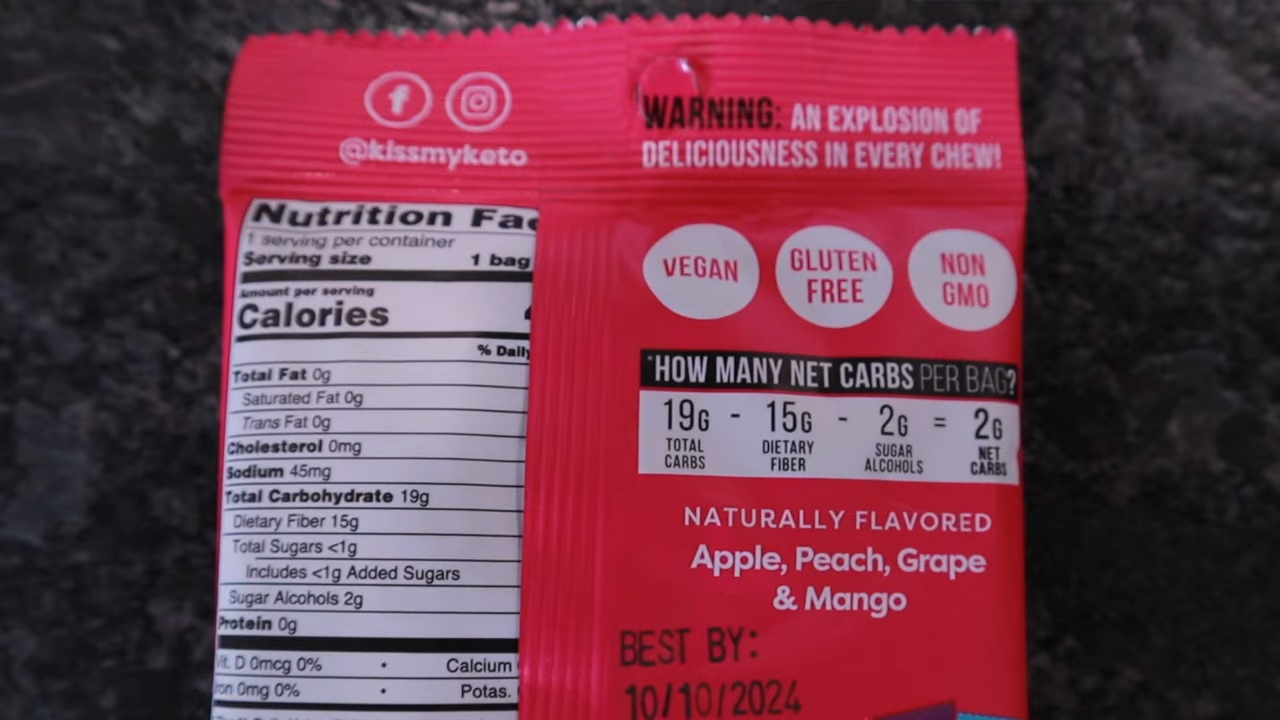 @kissmyketo
WARNING: AN EXPLOSION OF
DELICIOUSNESS IN EVERY CHEW!
Nutrition
1 serving per container
Serving size 1 bag
Amount per serving
Calories
% Daily
Total Fat 0g
Saturated Fat 0g
Trans Fat 0g
Cholesterol 0mg
Sodium 45mg
Total Carbohydrate 19g
Dietary Fiber 15g
Total Sugars <1g
Includes <1g Added Sugars
Sugar Alcohols 2g
Protein 0g
Vit. D 0mcg 0% • Calcium
0mg 0% • Potas.
VEGAN
GLUTEN
FREE
NON
GMO
*HOW MANY NET CARBS PER BAG?
19G - 15G - 2G = 2G
TOTAL DIETARY SUGAR NET
CARBS FIBER ALCOHOLS CARBS
NATURALLY FLAVORED
Apple, Peach, Grape
& Mango
BEST BY:
10/10/2024